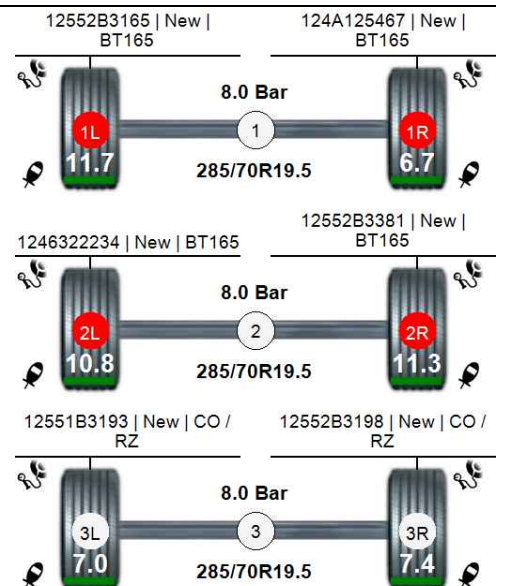 12552B3165 | New |
BT165
124A125467 | New |
BT165
8.0 Bar
1L
1
1R
11.7
6.7
285/70R19.5
1246322234 | New | BT165
12552B3381 | New |
BT165
8.0 Bar
2L
2
2R
10.8
11.3
285/70R19.5
12551B3193 | New | CO /
RZ
12552B3198 | New | CO /
RZ
8.0 Bar
3L
3
3R
7.0
7.4
285/70R19.5